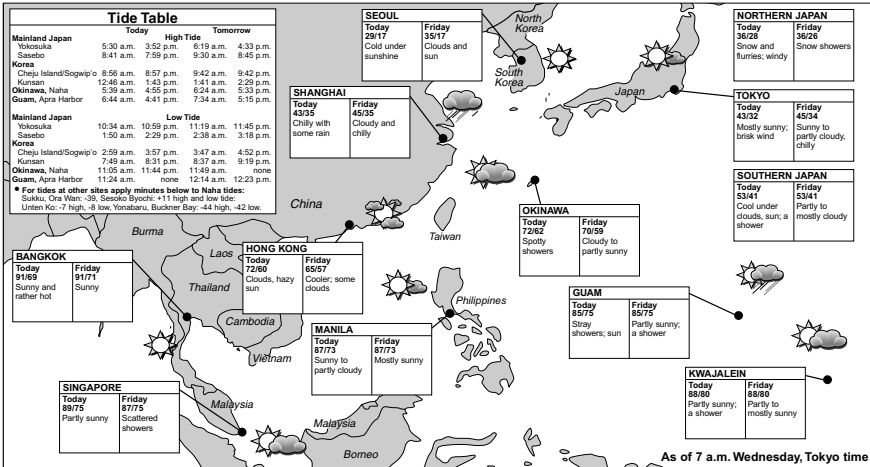 Tide Table
Today Tomorrow
Mainland Japan High Tide
Yokosuka 5:30 a.m. 3:52 p.m. 6:19 a.m. 4:33 p.m.
Sasebo 8:41 a.m. 7:59 p.m. 9:30 a.m. 8:45 p.m.
Korea
Cheju Island/Sogwip'o 8:56 a.m. 8:57 p.m. 9:42 a.m. 9:42 p.m.
Kunsan 12:46 a.m. 1:43 p.m. 1:41 a.m. 2:29 p.m.
Okinawa, Naha 5:39 a.m. 4:55 p.m. 6:24 a.m. 5:33 p.m.
Guam, Apra Harbor 6:44 a.m. 4:41 p.m. 7:34 a.m. 5:15 p.m.
Mainland Japan Low Tide
Yokosuka 10:34 a.m. 10:59 p.m. 11:19 a.m. 11:45 p.m.
Sasebo 1:50 a.m. 2:29 p.m. 2:38 a.m. 3:18 p.m.
Korea
Cheju Island/Sogwip'o 2:59 a.m. 3:57 p.m. 3:47 a.m. 4:52 p.m.
Kunsan 7:49 a.m. 8:31 p.m. 8:37 a.m. 9:19 p.m.
Okinawa, Naha 11:05 a.m. 11:44 p.m. 11:49 a.m. none
Guam, Apra Harbor 11:24 a.m. none 12:14 a.m. 12:23 p.m.
• For tides at other sites apply minutes below to Naha tides:
Sukku, Ora Wan: -39, Sesoko Byochi: +11 high and low tide:
Unten Ko: -7 high, -8 low, Yonabaru, Buckner Bay: -44 high, -42 low.
SEOUL
Today Friday
29/17 35/17
Cold under Clouds and
sunshine sun
North
Korea
South
Korea
Japan
NORTHERN JAPAN
Today Friday
36/28 36/26
Snow and Snow showers
flurries; windy
SHANGHAI
Today Friday
43/35 45/35
Chilly with Cloudy and
some rain chilly
TOKYO
Today Friday
43/32 45/34
Mostly sunny; Sunny to
brisk wind partly cloudy,
chilly
SOUTHERN JAPAN
Today Friday
53/41 53/41
Cool under Partly to
clouds, sun; a mostly cloudy
shower
China
Taiwan
OKINAWA
Today Friday
72/62 70/59
Spotty Cloudy to
showers partly sunny
Burma
Laos
Thailand
Cambodia
Vietnam
BANGKOK
Today Friday
91/69 91/71
Sunny and Sunny
rather hot
HONG KONG
Today Friday
72/60 65/57
Clouds, hazy Cooler; some
sun clouds
Philippines
GUAM
Today Friday
85/75 85/75
Stray Partly sunny;
showers; sun a shower
MANILA
Today Friday
87/73 87/73
Sunny to Mostly sunny
partly cloudy
KWAJALEIN
Today Friday
88/80 88/80
Partly sunny; Partly to
a shower mostly sunny
SINGAPORE
Today Friday
89/75 87/75
Partly sunny Scattered
showers
Malaysia
Malaysia
Borneo
As of 7 a.m. Wednesday, Tokyo time